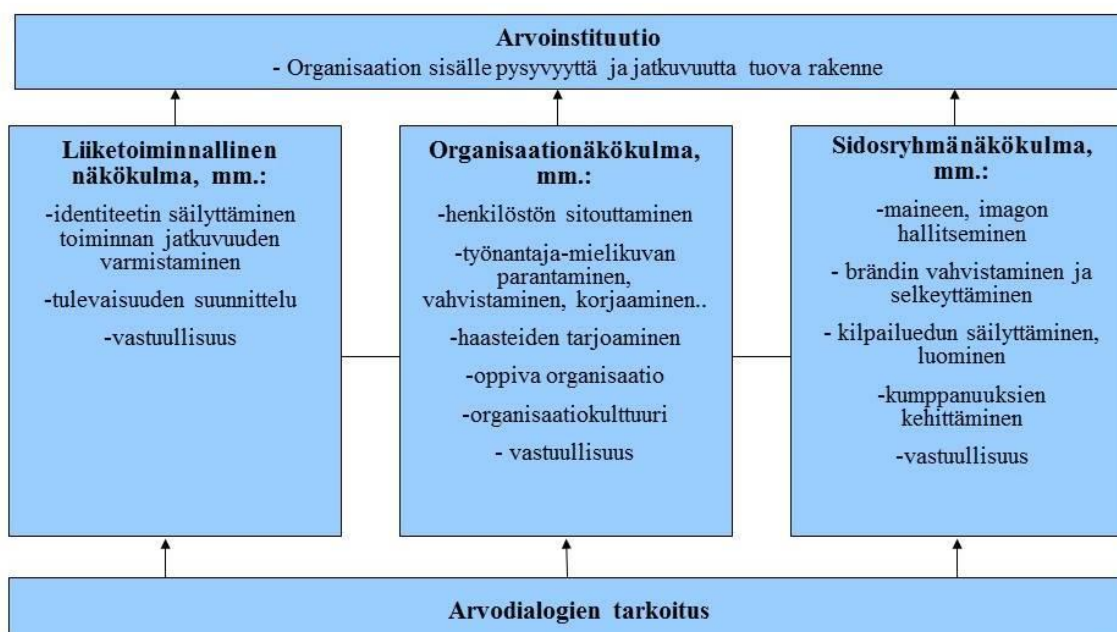 Arvoinstituutio
- Organisaation sisälle pysyvyyttä ja jatkuvuutta tuova rakenne
Liiketoiminnallinen
näkökulma, mm.:
-identiteetin säilyttäminen
toiminnan jatkuvuuden
varmistaminen
-tulevaisuuden suunnittelu
-vastuullisuus
Organisaationäkökulma,
mm.:
-henkilöstön sitouttaminen
-työnantaja-mielikuvan
parantaminen,
vahvistaminen, korjaaminen..
-haasteiden tarjoaminen
-oppiva organisaatio
-organisaatiokulttuuri
- vastuullisuus
Sidosryhmänäkökulma,
mm.:
-maineen, imagon
hallitseminen
- brändin vahvistaminen ja
selkeyttäminen
- kilpailuedun säilyttäminen,
luominen
-kumppanuuksien
kehittäminen
-vastuullisuus
Arvodialogien tarkoitus